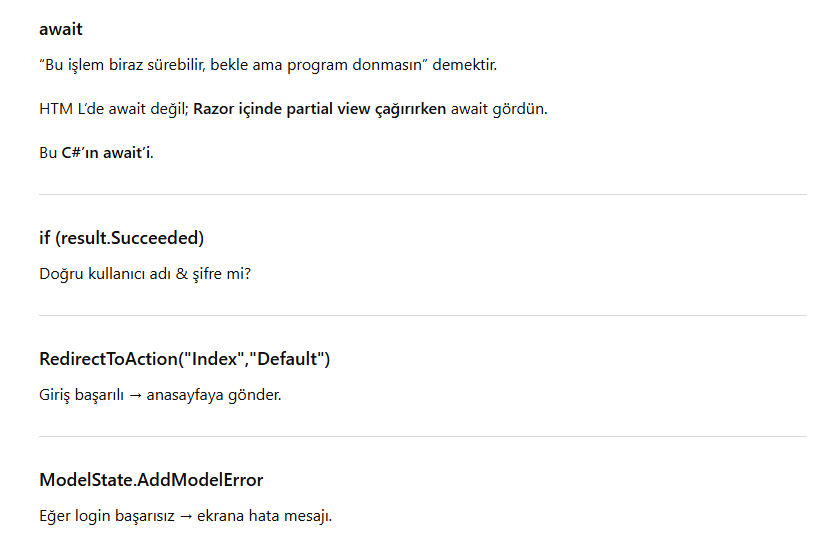 await
“Bu işlem biraz sürebilir, bekle ama program donmasın” demektir.
HTM L’de await değil; Razor içinde partial view çağırırken await gördün.
Bu C#’ın await’i.
if (result.Succeeded)
Doğru kullanıcı adı & şifre mi?
RedirectToAction("Index","Default")
Giriş başarılı → anasayfaya gönder.
ModelState.AddModelError
Eğer login başarısız → ekrana hata mesajı.